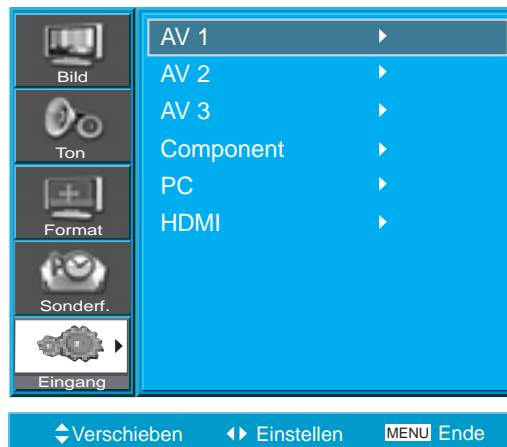 Bild
Ton
Format
Sonderf.
Eingang
AV 1
AV 2
AV 3
Component
PC
HDMI
Verschieben Einstellen MENU Ende